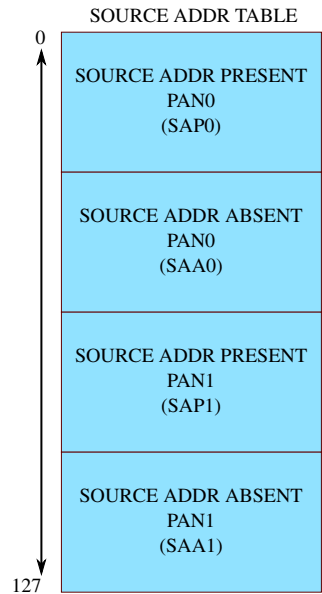 SOURCE ADDR TABLE
0
SOURCE ADDR PRESENT
PAN0
(SAP0)
SOURCE ADDR ABSENT
PAN0
(SAA0)
SOURCE ADDR PRESENT
PAN1
(SAP1)
SOURCE ADDR ABSENT
PAN1
(SAA1)
127